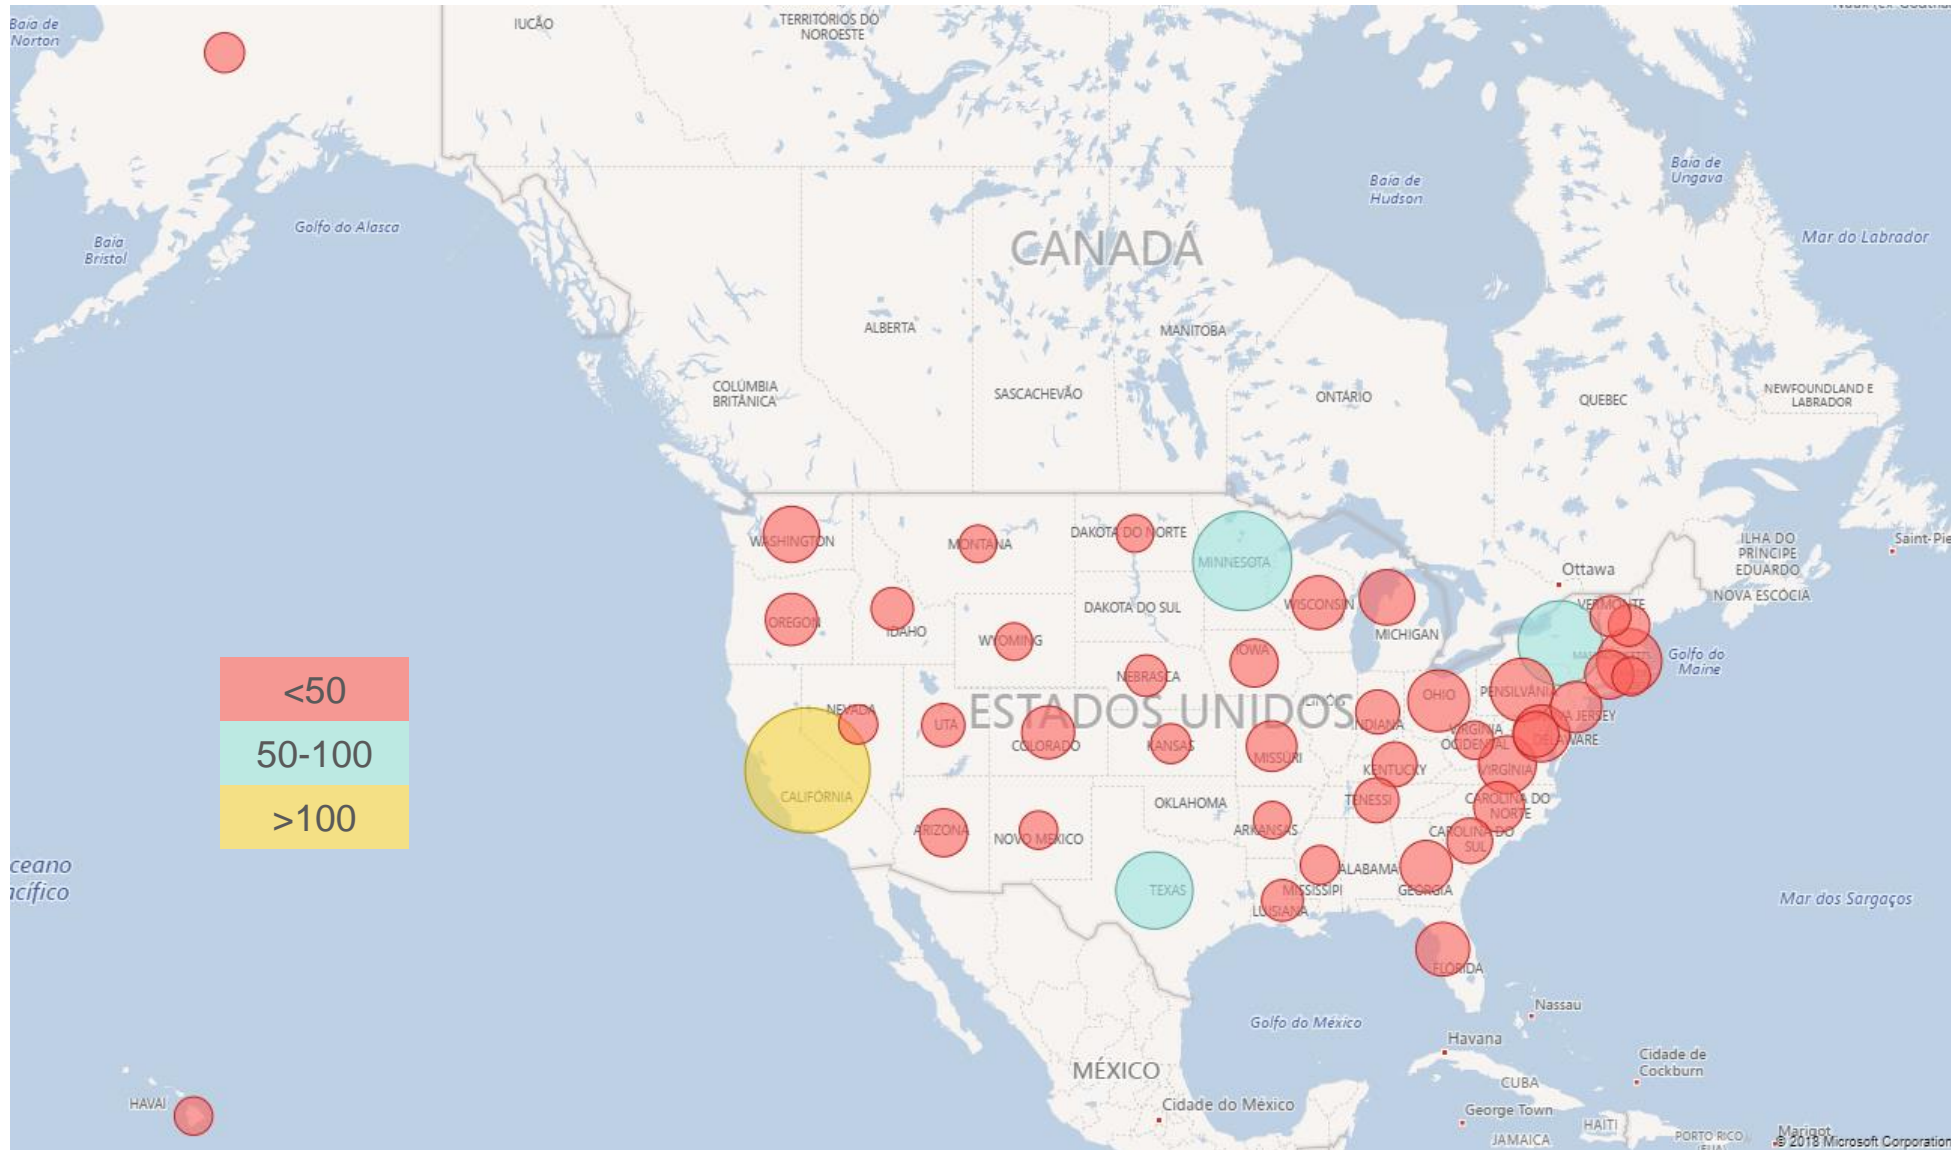 Baía de
Norton
IUCÃO
TERRITÓRIOS DO
NOROESTE
Baía de
Ungava
Baía de
Hudson
Golfo do Alasca
Baía
Bristol
CANADÁ
Mar do Labrador
ALBERTA
MANITOBA
COLÚMBIA
BRITÂNICA
SASCACHEVÃO
ONTÁRIO
QUEBEC
NEWFOUNDLAND E
LABRADOR
WASHINGTON
MONTANA
DAKOTA DO NORTE
MINNESOTA
Ottawa
ILHA DO
PRÍNCIPE
EDUARDO
Saint-Pie
NOVA ESCÓCIA
OREGON
IDAHO
DAKOTA DO SUL
WISCONSIN
VERMONTE
MICHIGAN
WYOMING
IOWA
Golfo do
Maine
NEBRASCA
OHIO
PENSILVÂNIA
<50
50-100
>100
NEVADA
UTA
ESTADOS UNIDOS
INDIANA
JERSEY
COLORADO
KANSAS
MISSÚRI
VIRGÍNIA
OCIDENTAL
DELAWARE
KENTUCKY
VIRGÍNIA
CALIFÓRNIA
OKLAHOMA
TENESSI
CAROLINA DO
NORTE
ARIZONA
NOVO MÉXICO
ARKANSAS
CAROLINA DO
SUL
ceano
acífico
ALABAMA
TEXAS
MISSISSÍPI
GEORGIA
LUISIANA
Mar dos Sargaços
FLÓRIDA
Nassau
Golfo do México
Havana
MÉXICO
Cidade de
Cockburn
CUBA
HAVAÍ
Cidade do México
George Town
HAITI
JAMAICA
PORTO RICO
(EUA)
Marigot
© 2018 Microsoft Corporation